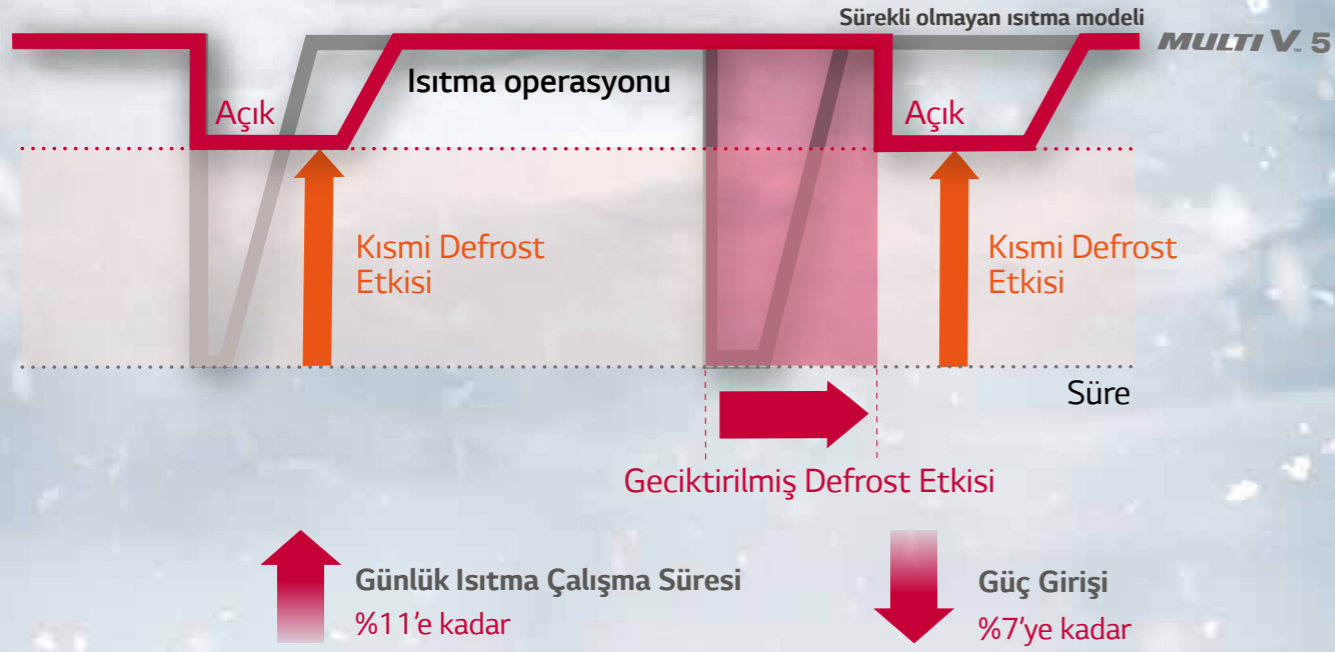 Sürekli olmayan ısıtma modeli
MULTI V™ 5
Isıtma operasyonu
Açık
Açık
Kısmi Defrost
Etkisi
Kısmi Defrost
Etkisi
Süre
Geciktirilmiş Defrost Etkisi
Günlük Isıtma Çalışma Süresi
%11’e kadar
Güç Girişi
%7’ye kadar